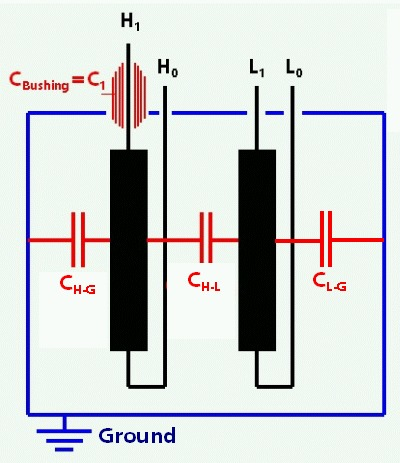 H1
CBushing=C1
H0
L1
L0
CH-G
CH-L
CL-G
Ground